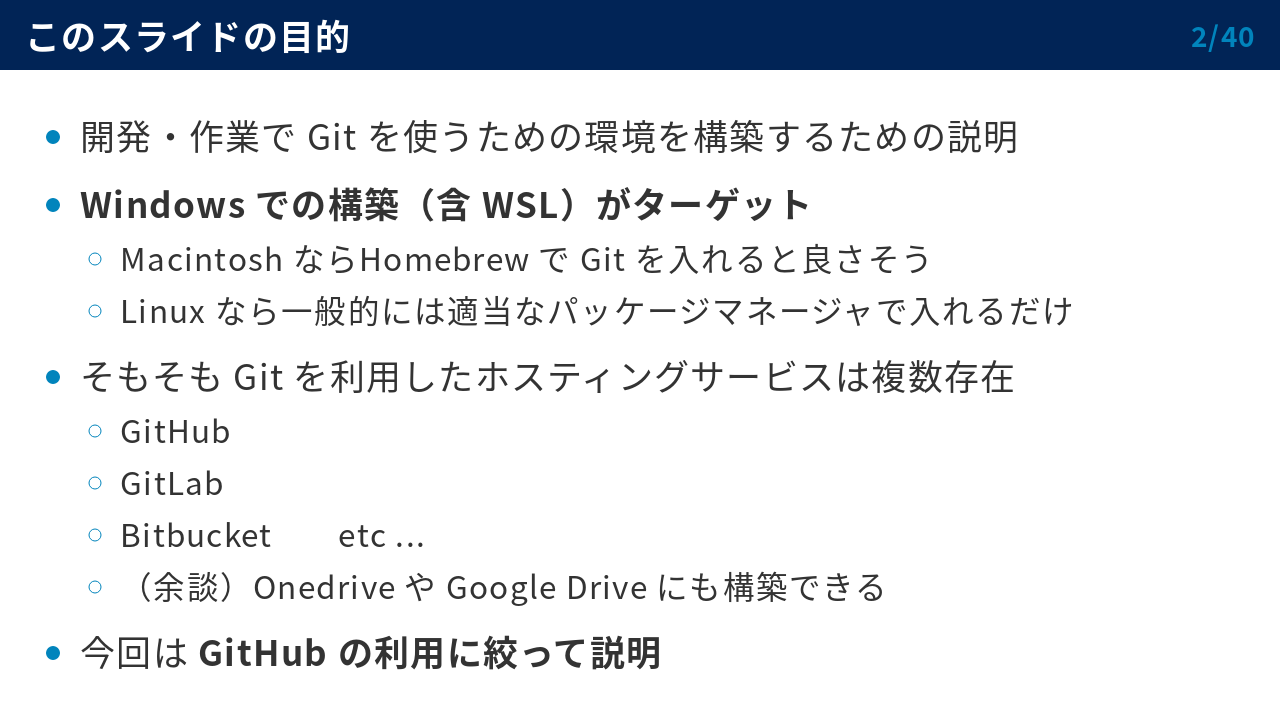 このスライドの目的
2/40
開発・作業で Git を使うための環境を構築するための説明
Windows での構築（含 WSL）がターゲット
Macintosh ならHomebrew で Git を入れると良さそう
Linux なら一般的には適当なパッケージマネージャで入れるだけ
そもそも Git を利用したホスティングサービスは複数存在
GitHub
GitLab
Bitbucket　　etc ...
（余談）Onedrive や Google Drive にも構築できる
今回は GitHub の利用に絞って説明